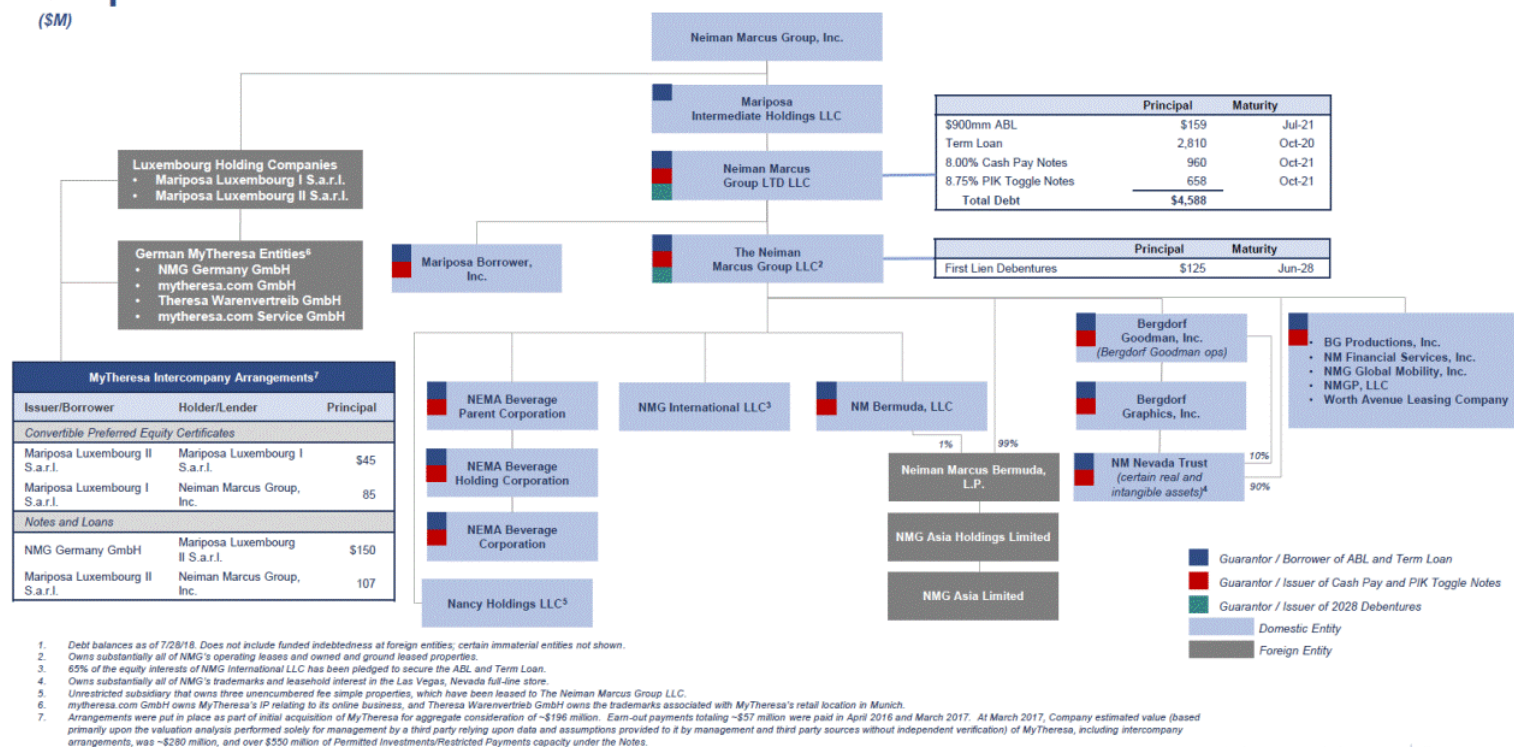 ($M)
Neiman Marcus Group, Inc.
Mariposa
Intermediate Holdings LLC
Neiman Marcus
Group LTD LLC
Principal Maturity
$900mm ABL $159 Jul-21
Term Loan 2,810 Oct-20
8.00% Cash Pay Notes 960 Oct-21
8.75% PIK Toggle Notes 658 Oct-21
Total Debt $4,588
Luxembourg Holding Companies
• Mariposa Luxembourg I S.a.r.l.
• Mariposa Luxembourg II S.a.r.l.
German MyTheresa Entities⁶
• NMG Germany GmbH
• mytheresa.com GmbH
• Theresa Warenvertreib GmbH
• mytheresa.com Service GmbH
Mariposa Borrower,
Inc.
The Neiman
Marcus Group LLC²
Principal Maturity
First Lien Debentures $125 Jun-28
MyTheresa Intercompany Arrangements⁷
Issuer/Borrower Holder/Lender Principal
Convertible Preferred Equity Certificates
Mariposa Luxembourg II
S.a.r.l.
Mariposa Luxembourg I
S.a.r.l.
$45
Mariposa Luxembourg I
S.a.r.l.
Neiman Marcus Group,
Inc.
85
Notes and Loans
NMG Germany GmbH
Mariposa Luxembourg
II S.a.r.l.
$150
Mariposa Luxembourg II
S.a.r.l.
Neiman Marcus Group,
Inc.
107
NEMA Beverage
Parent Corporation
NEMA Beverage
Holding Corporation
NEMA Beverage
Corporation
Nancy Holdings LLC⁵
NMG International LLC³
NM Bermuda, LLC
1%
99%
Neiman Marcus Bermuda,
L.P.
NMG Asia Holdings Limited
NMG Asia Limited
Bergdorf
Goodman, Inc.
(Bergdorf Goodman ops)
Bergdorf
Graphics, Inc.
NM Nevada Trust
(certain real and
intangible assets)⁴
10%
90%
• BG Productions, Inc.
• NM Financial Services, Inc.
• NMG Global Mobility, Inc.
• NMGP, LLC
• Worth Avenue Leasing Company
Guarantor / Borrower of ABL and Term Loan
Guarantor / Issuer of Cash Pay and PIK Toggle Notes
Guarantor / Issuer of 2028 Debentures
Domestic Entity
Foreign Entity
1. Debt balances as of 7/28/18. Does not include funded indebtedness at foreign entities; certain immaterial entities not shown.
2. Owns substantially all of NMG's operating leases and owned and ground leased properties.
3. 65% of the equity interests of NMG International LLC has been pledged to secure the ABL and Term Loan.
4. Owns substantially all of NMG's trademarks and leasehold interest in the Las Vegas, Nevada full-line store.
5. Unrestricted subsidiary that owns three unencumbered fee simple properties, which have been leased to The Neiman Marcus Group LLC.
6. mytheresa.com GmbH owns MyTheresa's IP relating to its online business, and Theresa Warenvertrieb GmbH owns the trademarks associated with MyTheresa's retail location in Munich.
7. Arrangements were put in place as part of initial acquisition of MyTheresa for aggregate consideration of ~$196 million. Earn-out payments totaling ~$57 million were paid in April 2016 and March 2017. At March 2017, Company estimated value (based
primarily upon the valuation analysis performed solely for management by a third party relying upon data and assumptions provided to it by management and third party sources without independent verification) of MyTheresa, including intercompany
arrangements, was ~$280 million, and over $550 million of Permitted Investments/Restricted Payments capacity under the Notes.